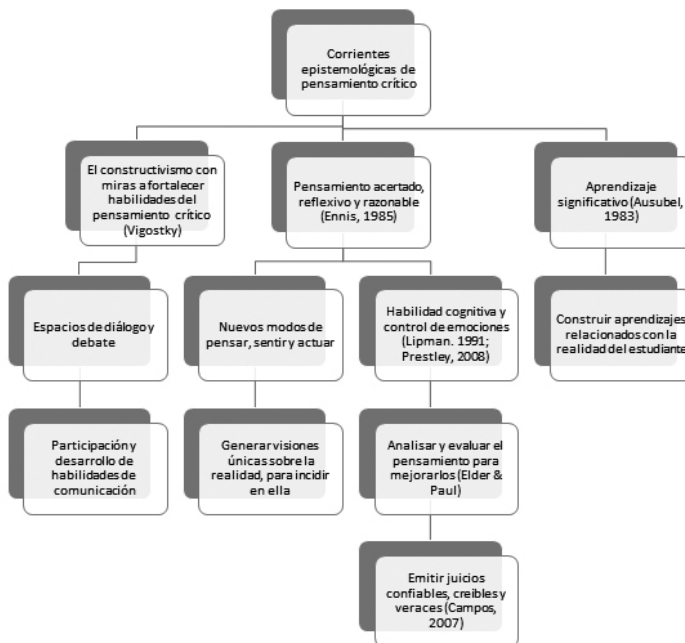 Corrientes
epistemológicas de
pensamiento crítico
El constructivismo con
miras a fortalecer
habilidades del
pensamiento crítico
(Vigostky)
Pensamiento acertado,
reflexivo y razonable
(Ennis, 1985)
Aprendizaje
significativo (Ausubel,
1983)
Espacios de diálogo y
debate
Nuevos modos de
pensar, sentir y actuar
Habilidad cognitiva y
control de emociones
(Lipman. 1991;
Prestley, 2008)
Construir aprendizajes
relacionados con la
realidad del estudiante
Participación y
desarrollo de
habilidades de
comunicación
Generar visiones
únicas sobre la
realidad, para incidir
en ella
Analisar y evaluar el
pensamiento para
mejorarlos (Elder &
Paul)
Emitir juicios
confiables, creibles y
veraces (Campos,
2007)